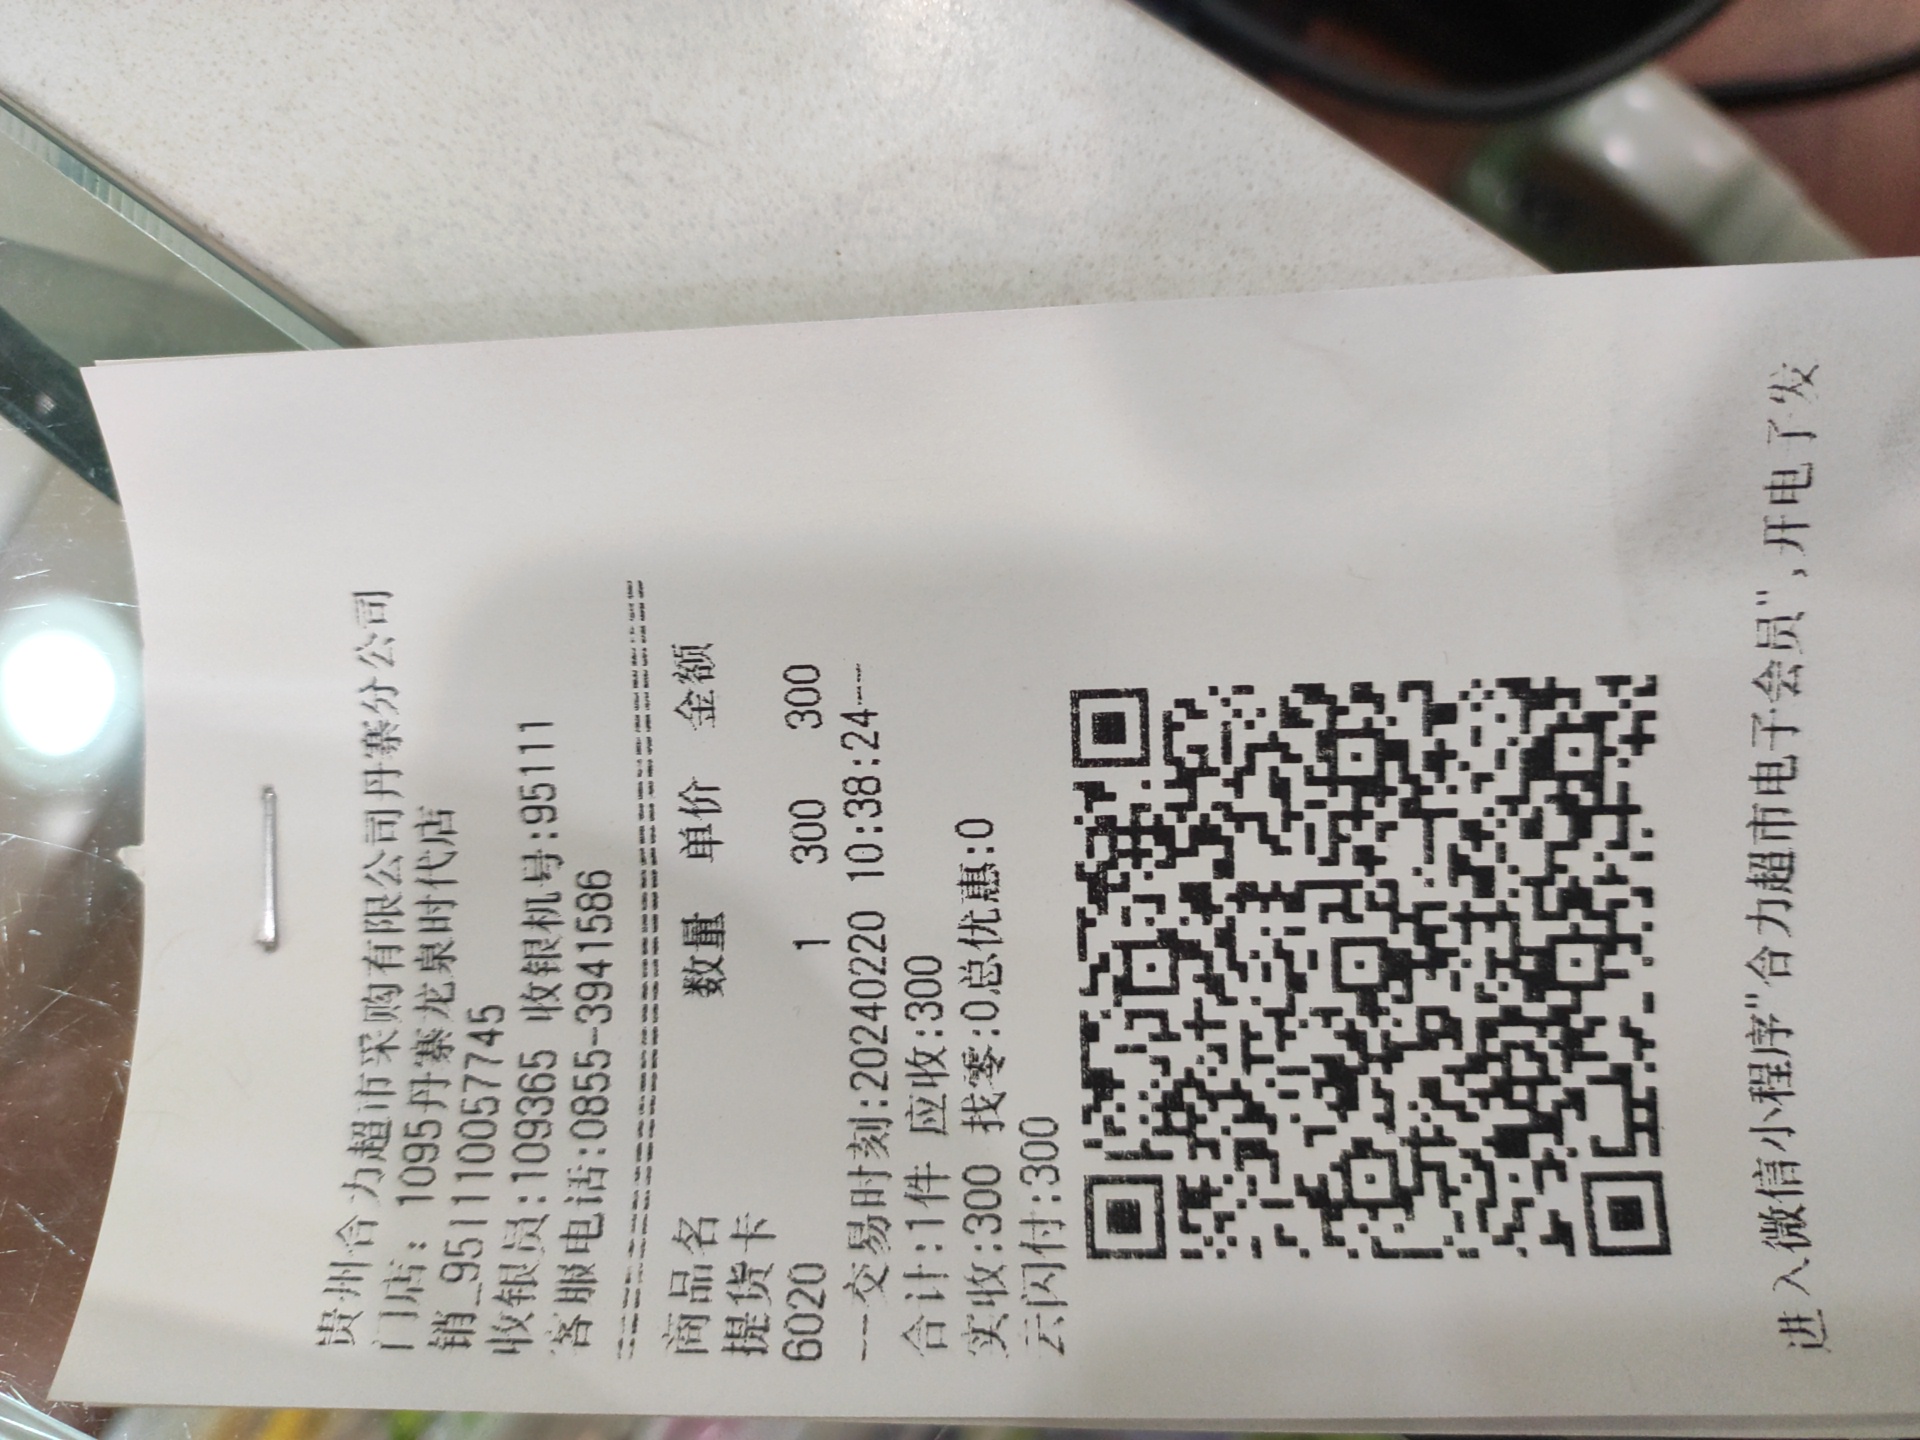 贵州合力超市采购有限公司丹寨分公司
门店: 1095丹寨龙泉时代店
销_9511110057745
收银员:109365 收银机号:95111
客服电话:0855-3941586
商品名 数量 单价 金额
提货卡
6020 1 300 300
--交易时刻:20240220 10:38:24---
合计:1件 应收:300
实收:300 找零:0总优惠:0
云闪付:300
进入微信小程序"合力超市电子会员",开电子发